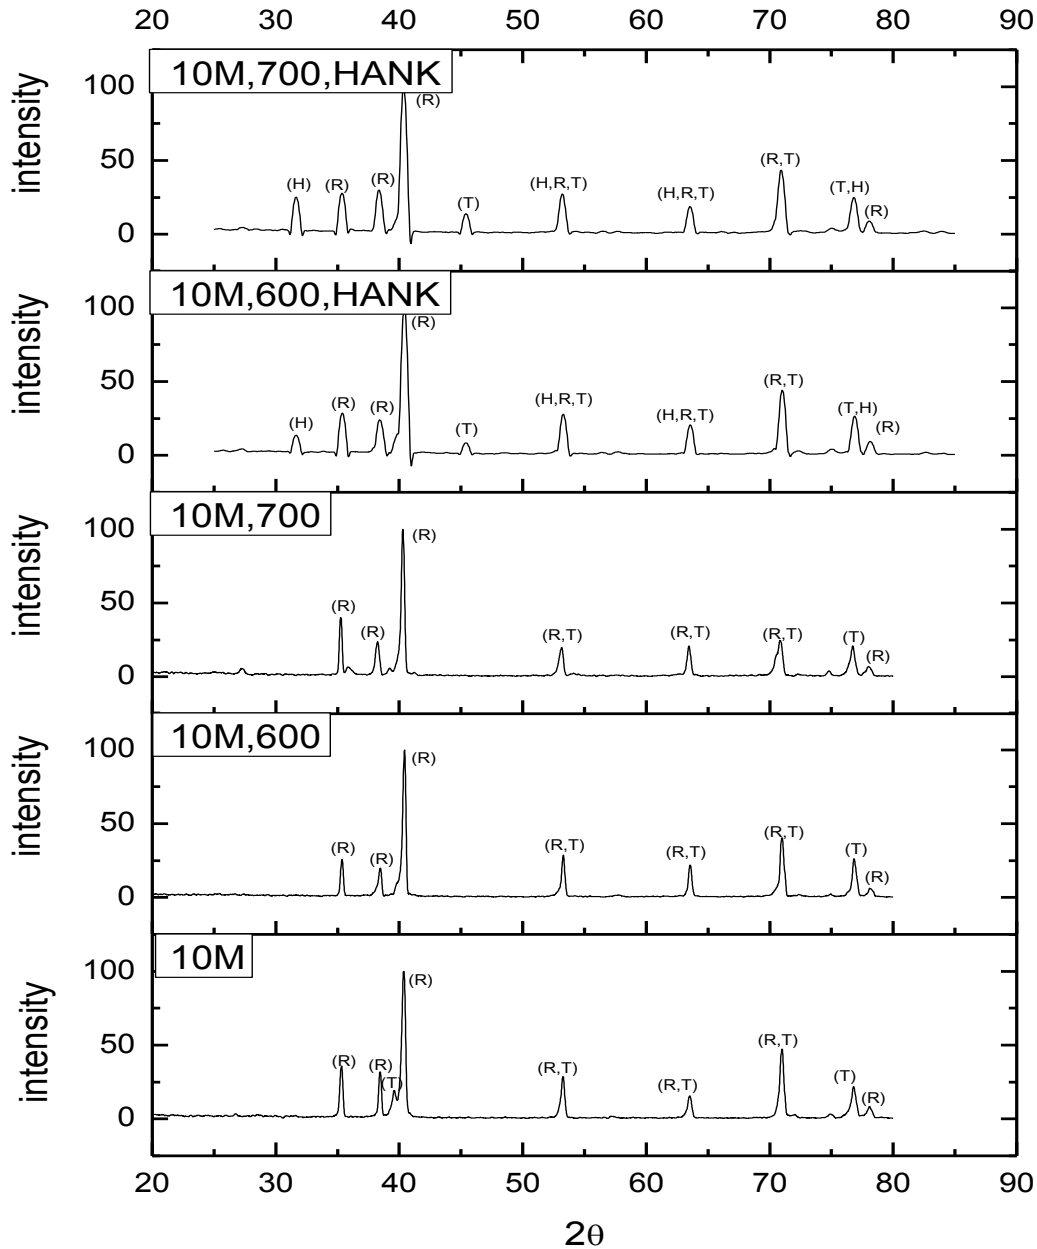 20 30 40 50 60 70 80 90
10M,700,HANK
intensity
100
50
0
(H) (R) (R) (R) (T) (H,R,T) (H,R,T) (R,T) (T,H) (R)
10M,600,HANK
intensity
100
50
0
(H) (R) (R) (R) (T) (H,R,T) (H,R,T) (R,T) (T,H) (R)
10M,700
intensity
100
50
0
(R) (R) (R) (R,T) (R,T) (R,T) (T) (R)
10M,600
intensity
100
50
0
(R) (R) (R) (R,T) (R,T) (R,T) (T) (R)
10M
intensity
100
50
0
(R) (R) (T) (R) (R,T) (R,T) (R,T) (T) (R)
20 30 40 50 60 70 80 90
2θ